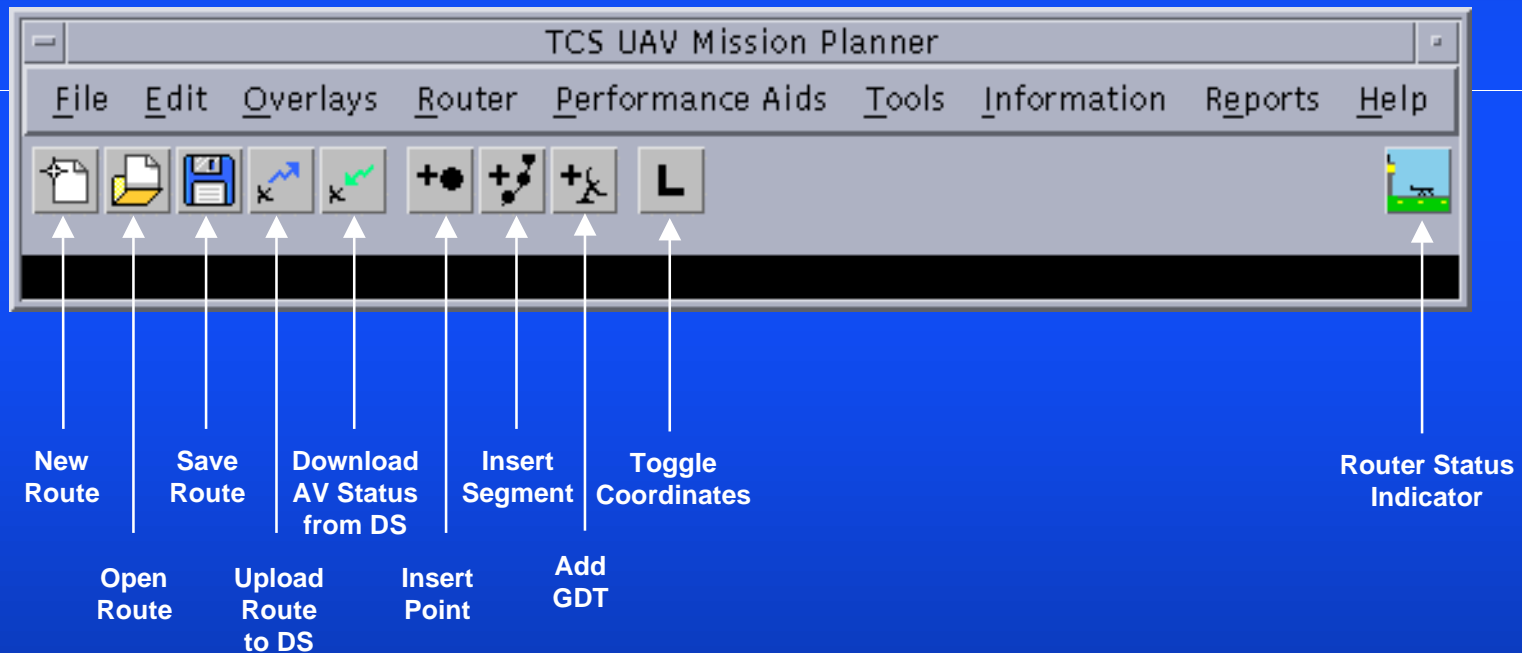 TCS UAV Mission Planner
File Edit Overlays Router Performance Aids Tools Information Reports Help
L
New
Route
Save
Route
Download
AV Status
from DS
Insert
Segment
Toggle
Coordinates
Router Status
Indicator
Open
Route
Upload
Route
to DS
Insert
Point
Add
GDT